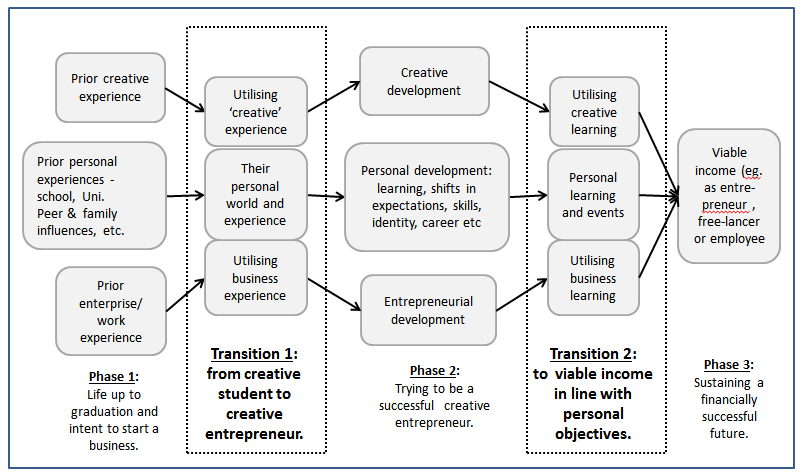 Prior creative
experience
Prior personal
experiences -
school, Uni.
Peer & family
influences, etc.
Prior
enterprise/
work
experience
Phase 1:
Life up to
graduation and
intent to start a
business.
Utilising
‘creative’
experience
Their
personal
world and
experience
Utilising
business
experience
Transition 1:
from creative
student to
creative
entrepreneur.
Creative
development
Personal development:
learning, shifts in
expectations, skills,
identity, career etc
Entrepreneurial
development
Phase 2:
Trying to be a
successful creative
entrepreneur.
Utilising
creative
learning
Personal
learning
and events
Utilising
business
learning
Transition 2:
to viable income
in line with
personal
objectives.
Viable
income (eg.
as entre-
preneur ,
free-lancer
or employee
Phase 3:
Sustaining a
financially
successful
future.